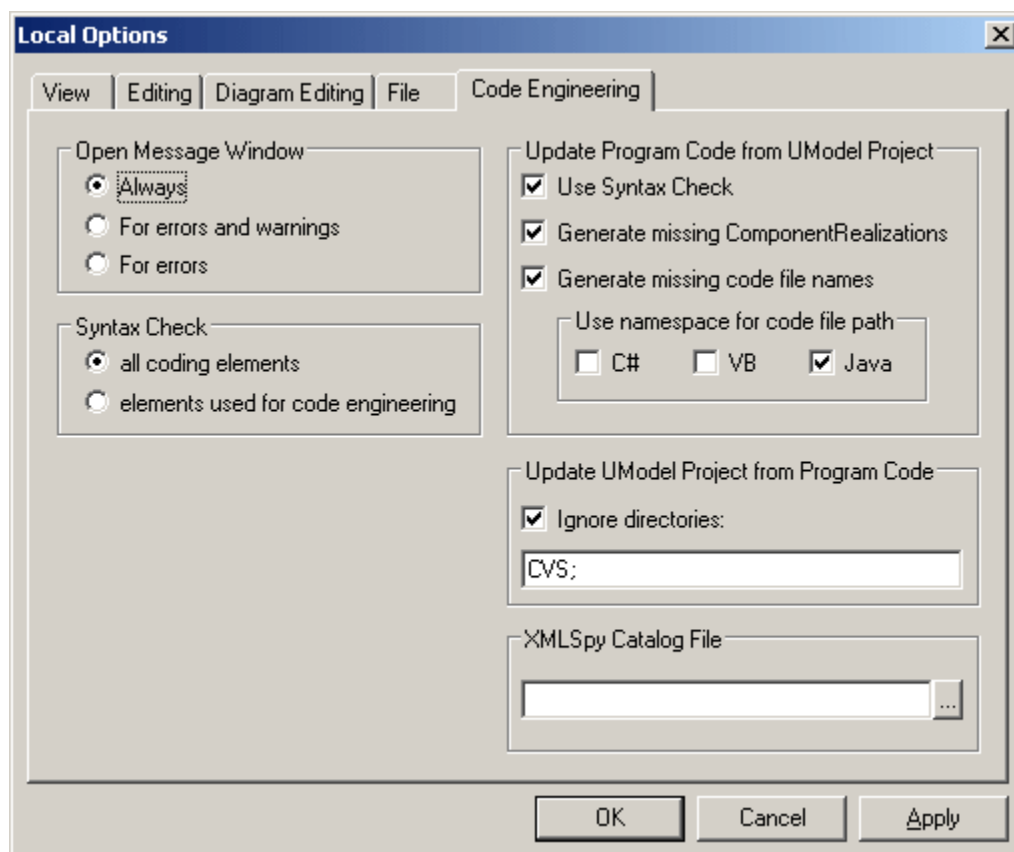 Local Options
View
Editing
Diagram Editing
File
Code Engineering
Open Message Window
Always
For errors and warnings
For errors
Syntax Check
all coding elements
elements used for code engineering
Update Program Code from UModel Project
Use Syntax Check
Generate missing ComponentRealizations
Generate missing code file names
Use namespace for code file path
C#
VB
Java
Update UModel Project from Program Code
Ignore directories:
CVS;
XMLSpy Catalog File
...
OK
Cancel
Apply